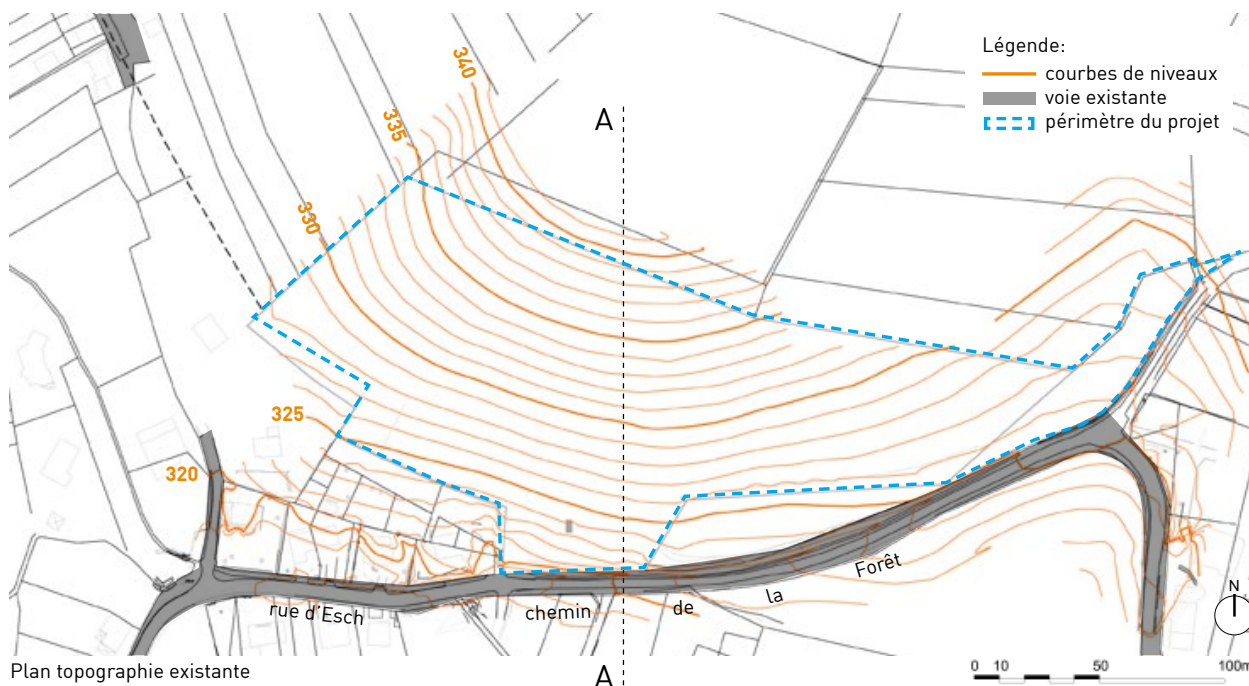 Légende:
courbes de niveaux
voie existante
périmètre du projet
340
335
330
325
320
A
rue d'Esch
chemin
de
la
Forêt
N
Plan topographie existante
A
0 10 50 100m